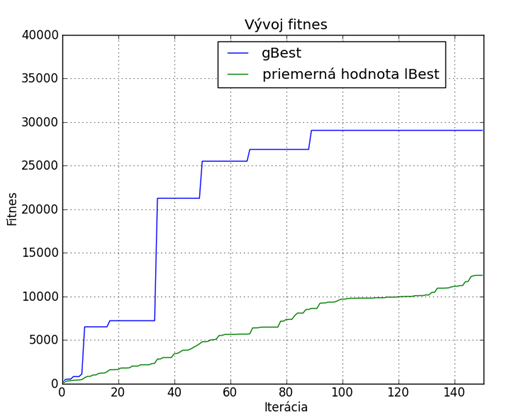 Vývoj fitnes
gBest
priemerná hodnota lBest
40000
35000
30000
25000
20000
15000
10000
5000
0
Fitnes
0 20 40 60 80 100 120 140
Iterácia